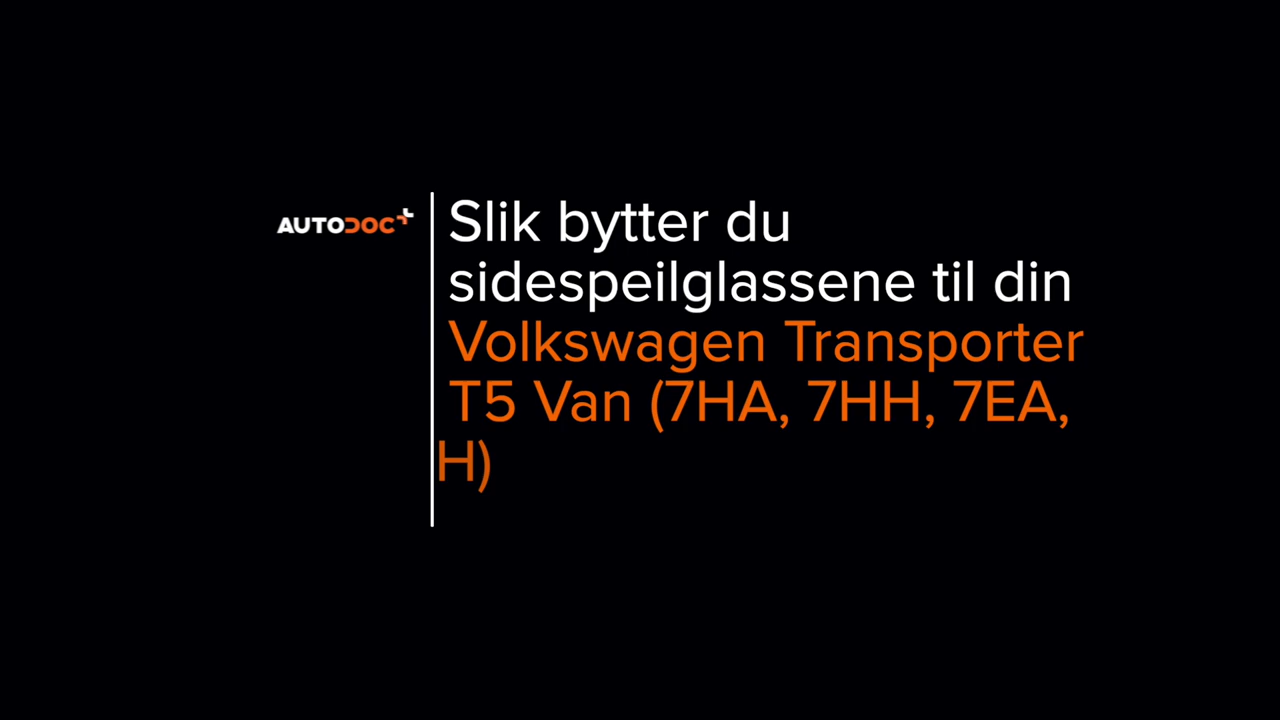 AUTODOC
Slik bytter du
sidespeilglassene til din
Volkswagen Transporter
T5 Van (7HA, 7HH, 7EA,
H)